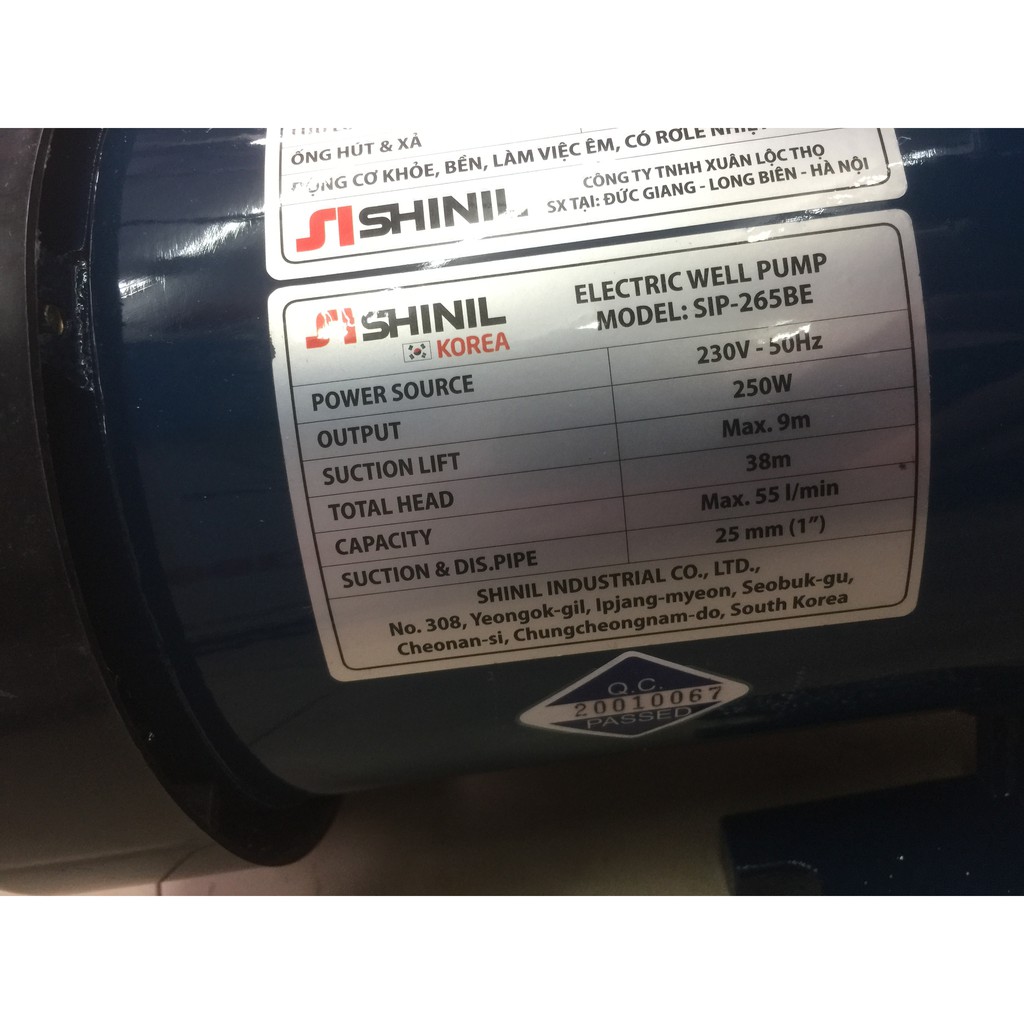 ỐNG HÚT & XẢ
ĐỘNG CƠ KHỎE, BỀN, LÀM VIỆC ÊM, CÓ RƠLE NHIỆT
SHINIL
CÔNG TY TNHH XUÂN LỘC THỌ
SX TẠI: ĐỨC GIANG - LONG BIÊN - HÀ NỘI
SHINIL
KOREA
ELECTRIC WELL PUMP
MODEL: SIP-265BE
POWER SOURCE 230V - 50Hz
OUTPUT 250W
SUCTION LIFT Max. 9m
TOTAL HEAD 38m
CAPACITY Max. 55 l/min
SUCTION & DIS.PIPE 25 mm (1”)
SHINIL INDUSTRIAL CO., LTD.,
No. 308, Yeongok-gil, Ipjang-myeon, Seobuk-gu,
Cheonan-si, Chungcheongnam-do, South Korea
Q.C.
20010067
PASSED